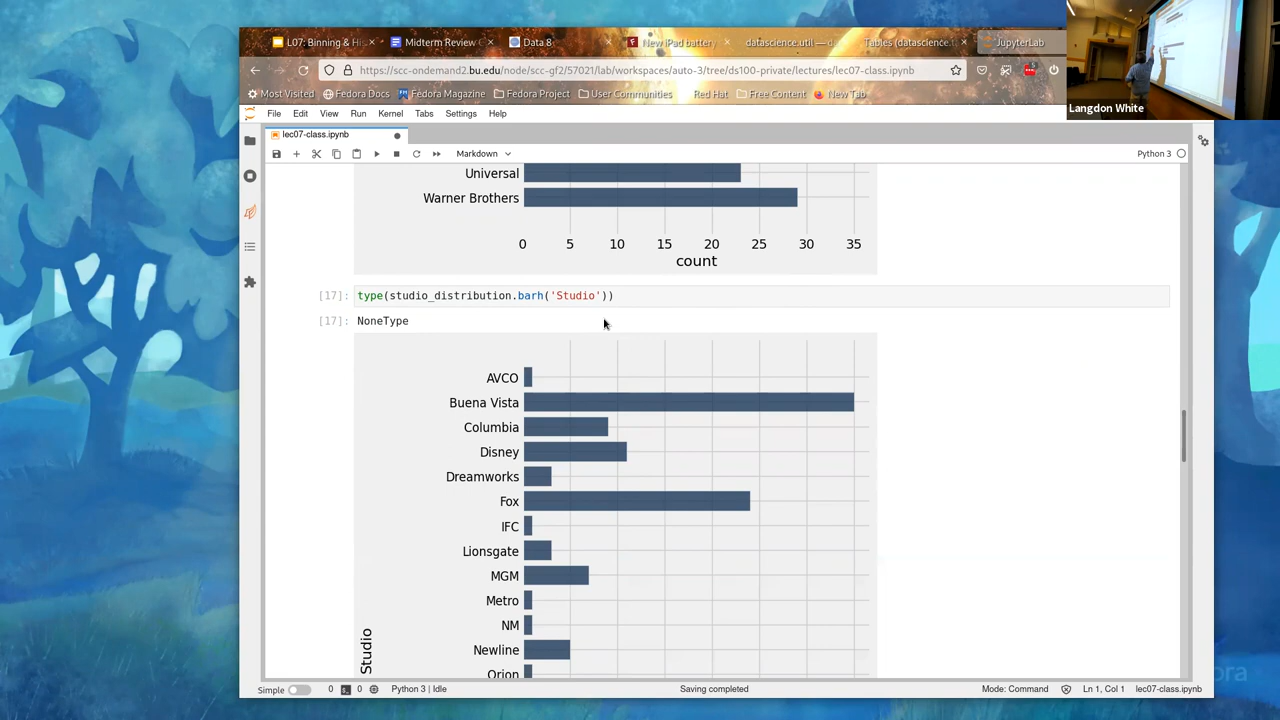 L07: Binning & Hi
Midterm Review
Data 8
New iPad battery
datascience.util — da
Tables (datascience.
JupyterLab
https://scc-ondemand2.bu.edu/node/scc-gf2/57021/lab/workspaces/auto-3/tree/ds100-private/lectures/lec07-class.ipynb
Most Visited Fedora Docs Fedora Magazine Fedora Project User Communities Red Hat Free Content New Tab
Langdon White
File Edit View Run Kernel Tabs Settings Help
lec07-class.ipynb
Markdown
Python 3
Universal
Warner Brothers
0 5 10 15 20 25 30 35
count
[17]: type(studio_distribution.barh('Studio'))
[17]: NoneType
AVCO
Buena Vista
Columbia
Disney
Dreamworks
Fox
IFC
Lionsgate
MGM
Metro
NM
Newline
Orion
Studio
Simple 0 0 Python 3 | Idle Saving completed Mode: Command Ln 1, Col 1 lec07-class.ipynb